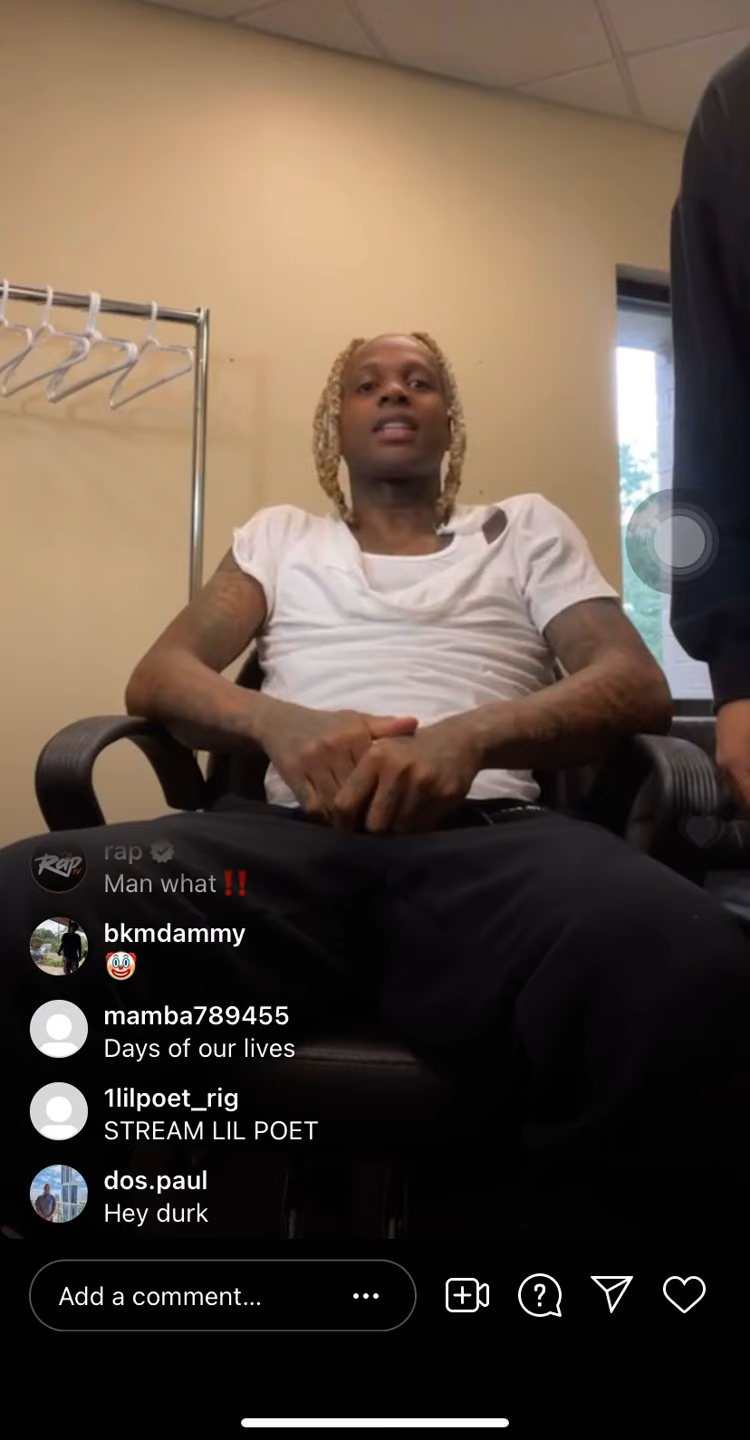 rap
Man what‼️
bkmdammy
🤡
mamba789455
Days of our lives
1lilpoet_rig
STREAM LIL POET
dos.paul
Hey durk
Add a comment...